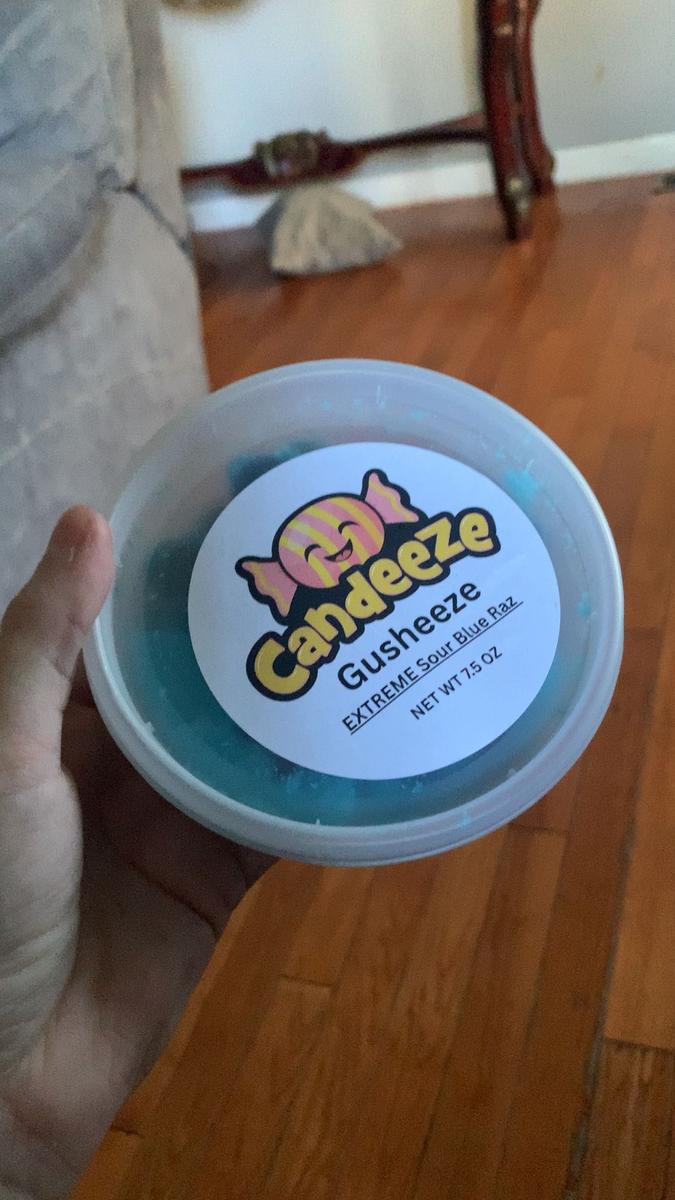 Candeeze
Gusheeze
EXTREME Sour Blue Raz
NET WT 7.5 OZ